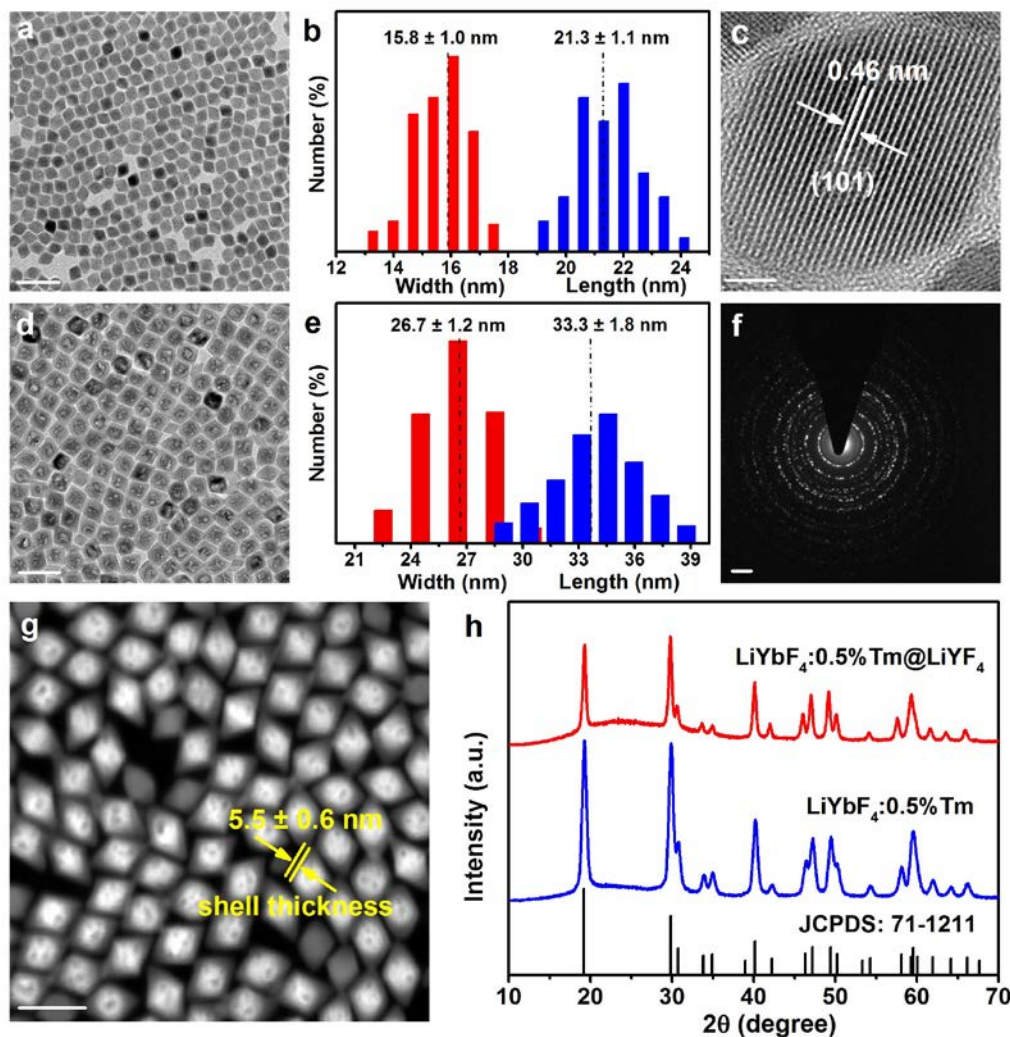 a
b
15.8 ± 1.0 nm
21.3 ± 1.1 nm
Number (%)
12 14 16 18 20 22 24
Width (nm) Length (nm)
c
0.46 nm
(101)
d
e
26.7 ± 1.2 nm
33.3 ± 1.8 nm
Number (%)
21 24 27 30 33 36 39
Width (nm) Length (nm)
f
g
5.5 ± 0.6 nm
shell thickness
h
LiYbF₄:0.5%Tm@LiYF₄
LiYbF₄:0.5%Tm
JCPDS: 71-1211
Intensity (a.u.)
10 20 30 40 50 60 70
2θ (degree)